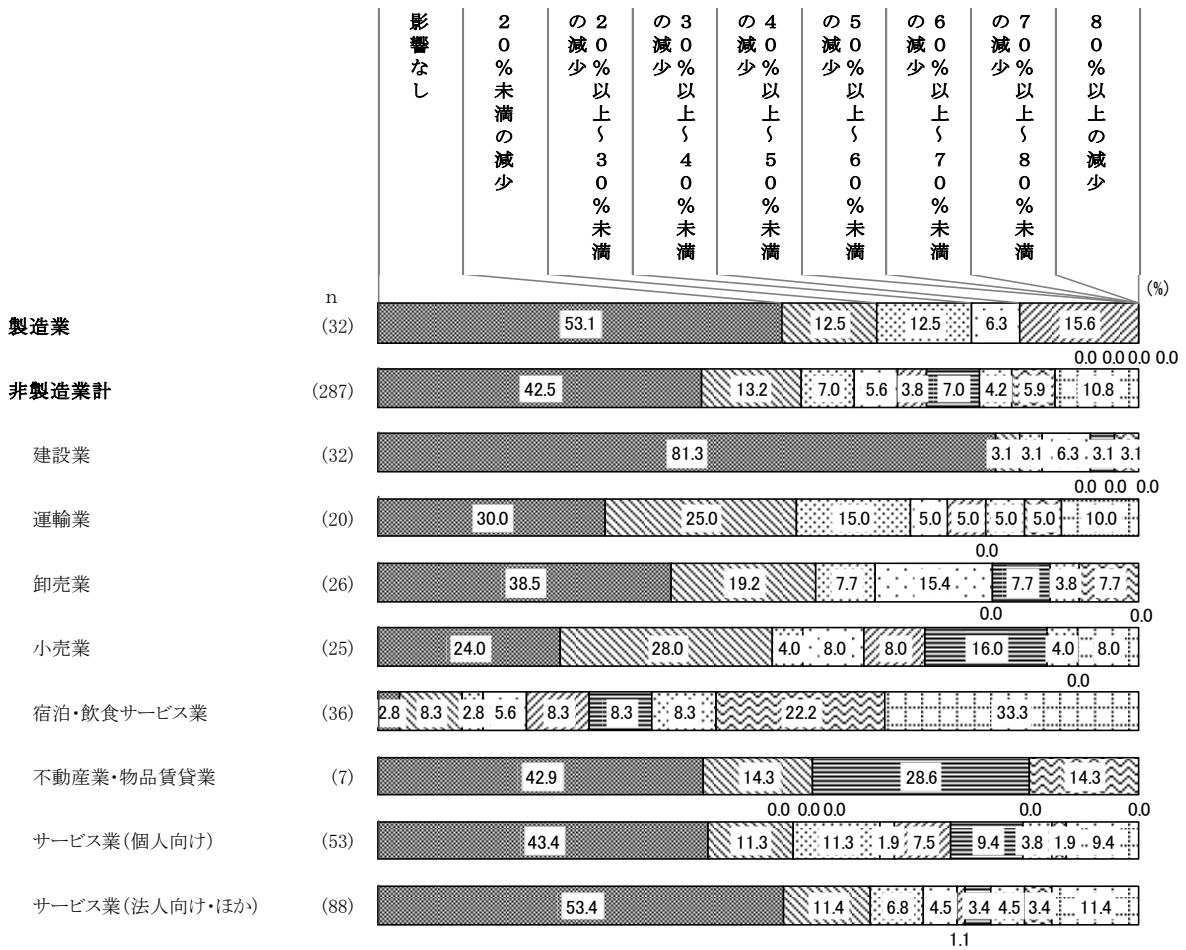 影響なし
20%未満の減少
20%以上~30%未満の減少
30%以上~40%未満の減少
40%以上~50%未満の減少
50%以上~60%未満の減少
60%以上~70%未満の減少
70%以上~80%未満の減少
80%以上の減少
n
(%)
製造業 (32) 53.1 12.5 12.5 6.3 15.6
0.0 0.0 0.0 0.0
非製造業計 (287) 42.5 13.2 7.0 5.6 3.8 7.0 4.2 5.9 10.8
建設業 (32) 81.3 3.1 3.1 6.3 3.1 3.1
0.0 0.0 0.0
運輸業 (20) 30.0 25.0 15.0 5.0 5.0 5.0 5.0 10.0
0.0
卸売業 (26) 38.5 19.2 7.7 15.4 7.7 3.8 7.7
0.0 0.0
小売業 (25) 24.0 28.0 4.0 8.0 8.0 16.0 4.0 8.0
0.0
宿泊・飲食サービス業 (36) 2.8 8.3 2.8 5.6 8.3 8.3 8.3 22.2 33.3
不動産業・物品賃貸業 (7) 42.9 14.3 28.6 14.3
0.0 0.0 0.0 0.0 0.0
サービス業(個人向け) (53) 43.4 11.3 11.3 1.9 7.5 9.4 3.8 1.9 9.4
サービス業(法人向け・ほか) (88) 53.4 11.4 6.8 4.5 3.4 4.5 3.4 11.4
1.1